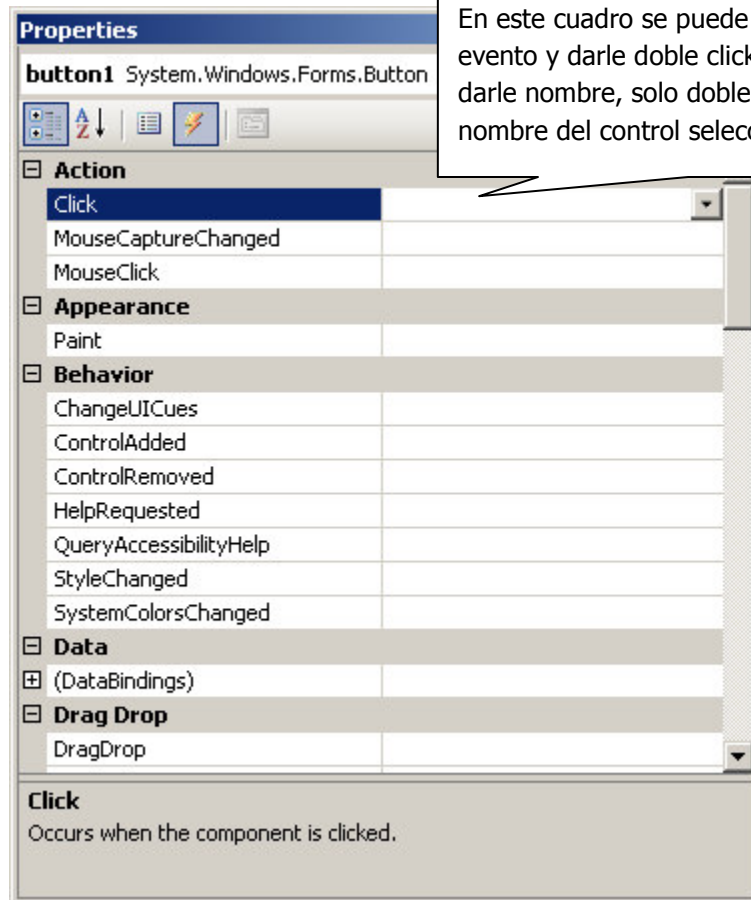 Properties
En este cuadro se puede
evento y darle doble
darle nombre, solo doble
nombre del control
button1 System.Windows.Forms.Button
Action
Click
MouseCaptureChanged
MouseClick
Appearance
Paint
Behavior
ChangeUICues
ControlAdded
ControlRemoved
HelpRequested
QueryAccessibilityHelp
StyleChanged
SystemColorsChanged
Data
(DataBindings)
Drag Drop
DragDrop
Click
Occurs when the component is clicked.